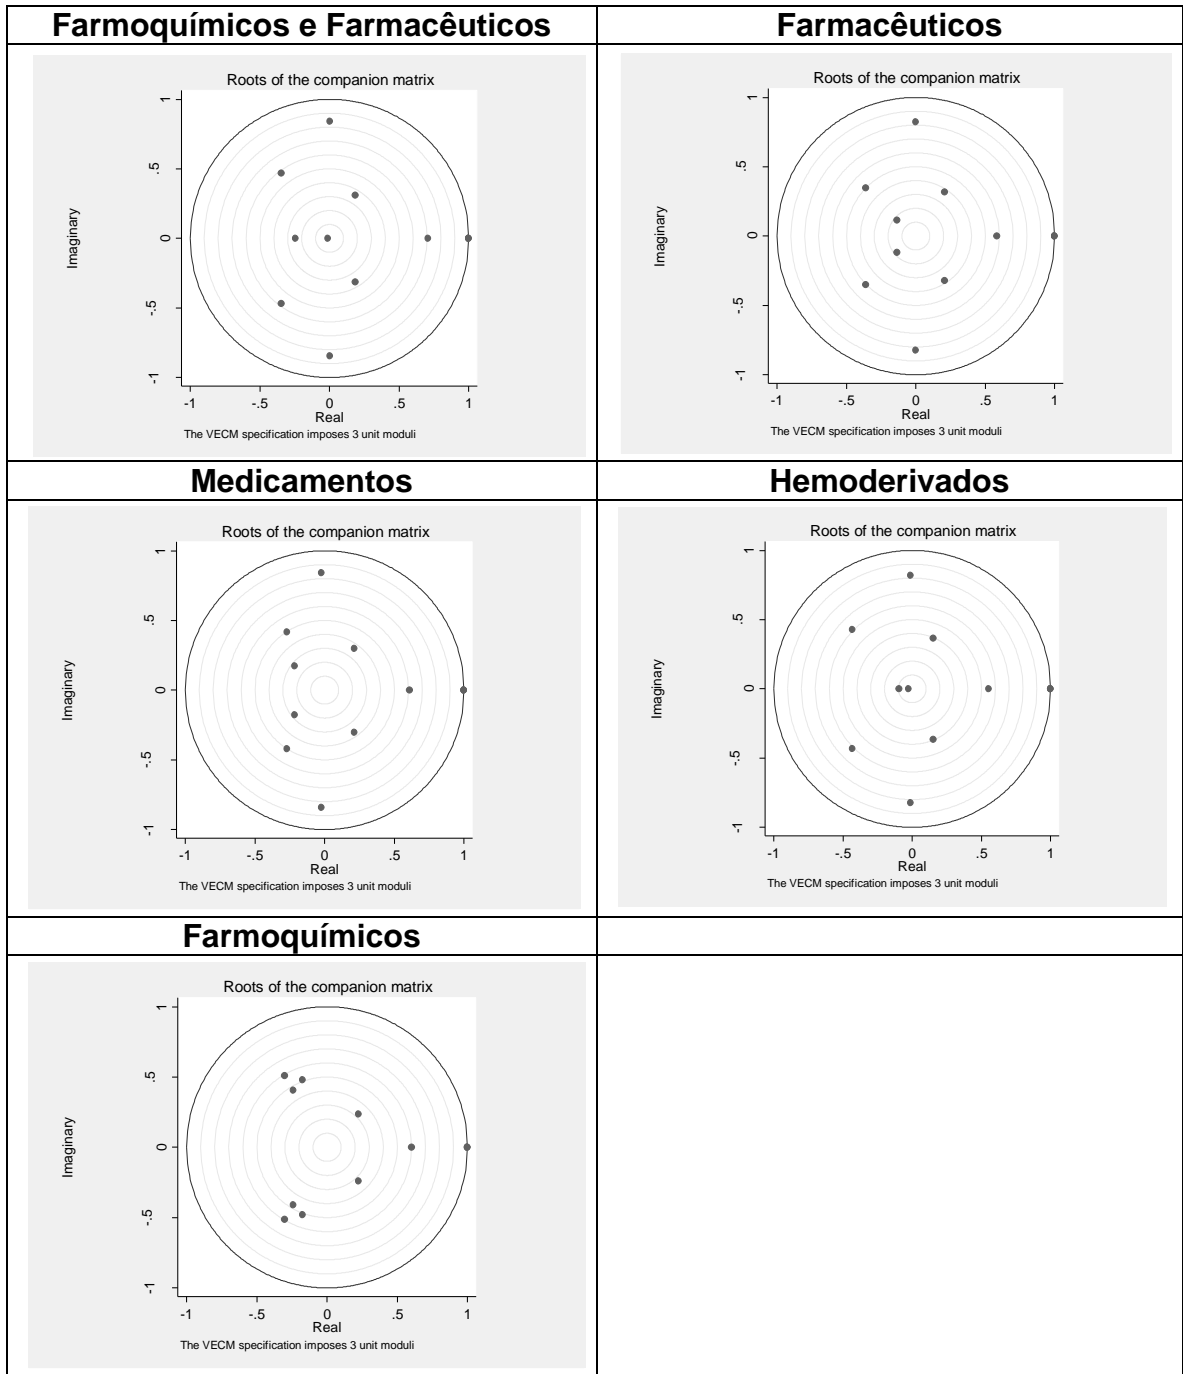 Farmoquímicos e Farmacêuticos
Farmacêuticos
Roots of the companion matrix
1
.5
0
-.5
-1
Imaginary
-1 -.5 0 .5 1
Real
The VECM specification imposes 3 unit moduli
Roots of the companion matrix
1
.5
0
-.5
-1
Imaginary
-1 -.5 0 .5 1
Real
The VECM specification imposes 3 unit moduli
Medicamentos
Hemoderivados
Roots of the companion matrix
1
.5
0
-.5
-1
Imaginary
-1 -.5 0 .5 1
Real
The VECM specification imposes 3 unit moduli
Roots of the companion matrix
1
.5
0
-.5
-1
Imaginary
-1 -.5 0 .5 1
Real
The VECM specification imposes 3 unit moduli
Farmoquímicos
Roots of the companion matrix
1
.5
0
-.5
-1
Imaginary
-1 -.5 0 .5 1
Real
The VECM specification imposes 3 unit moduli